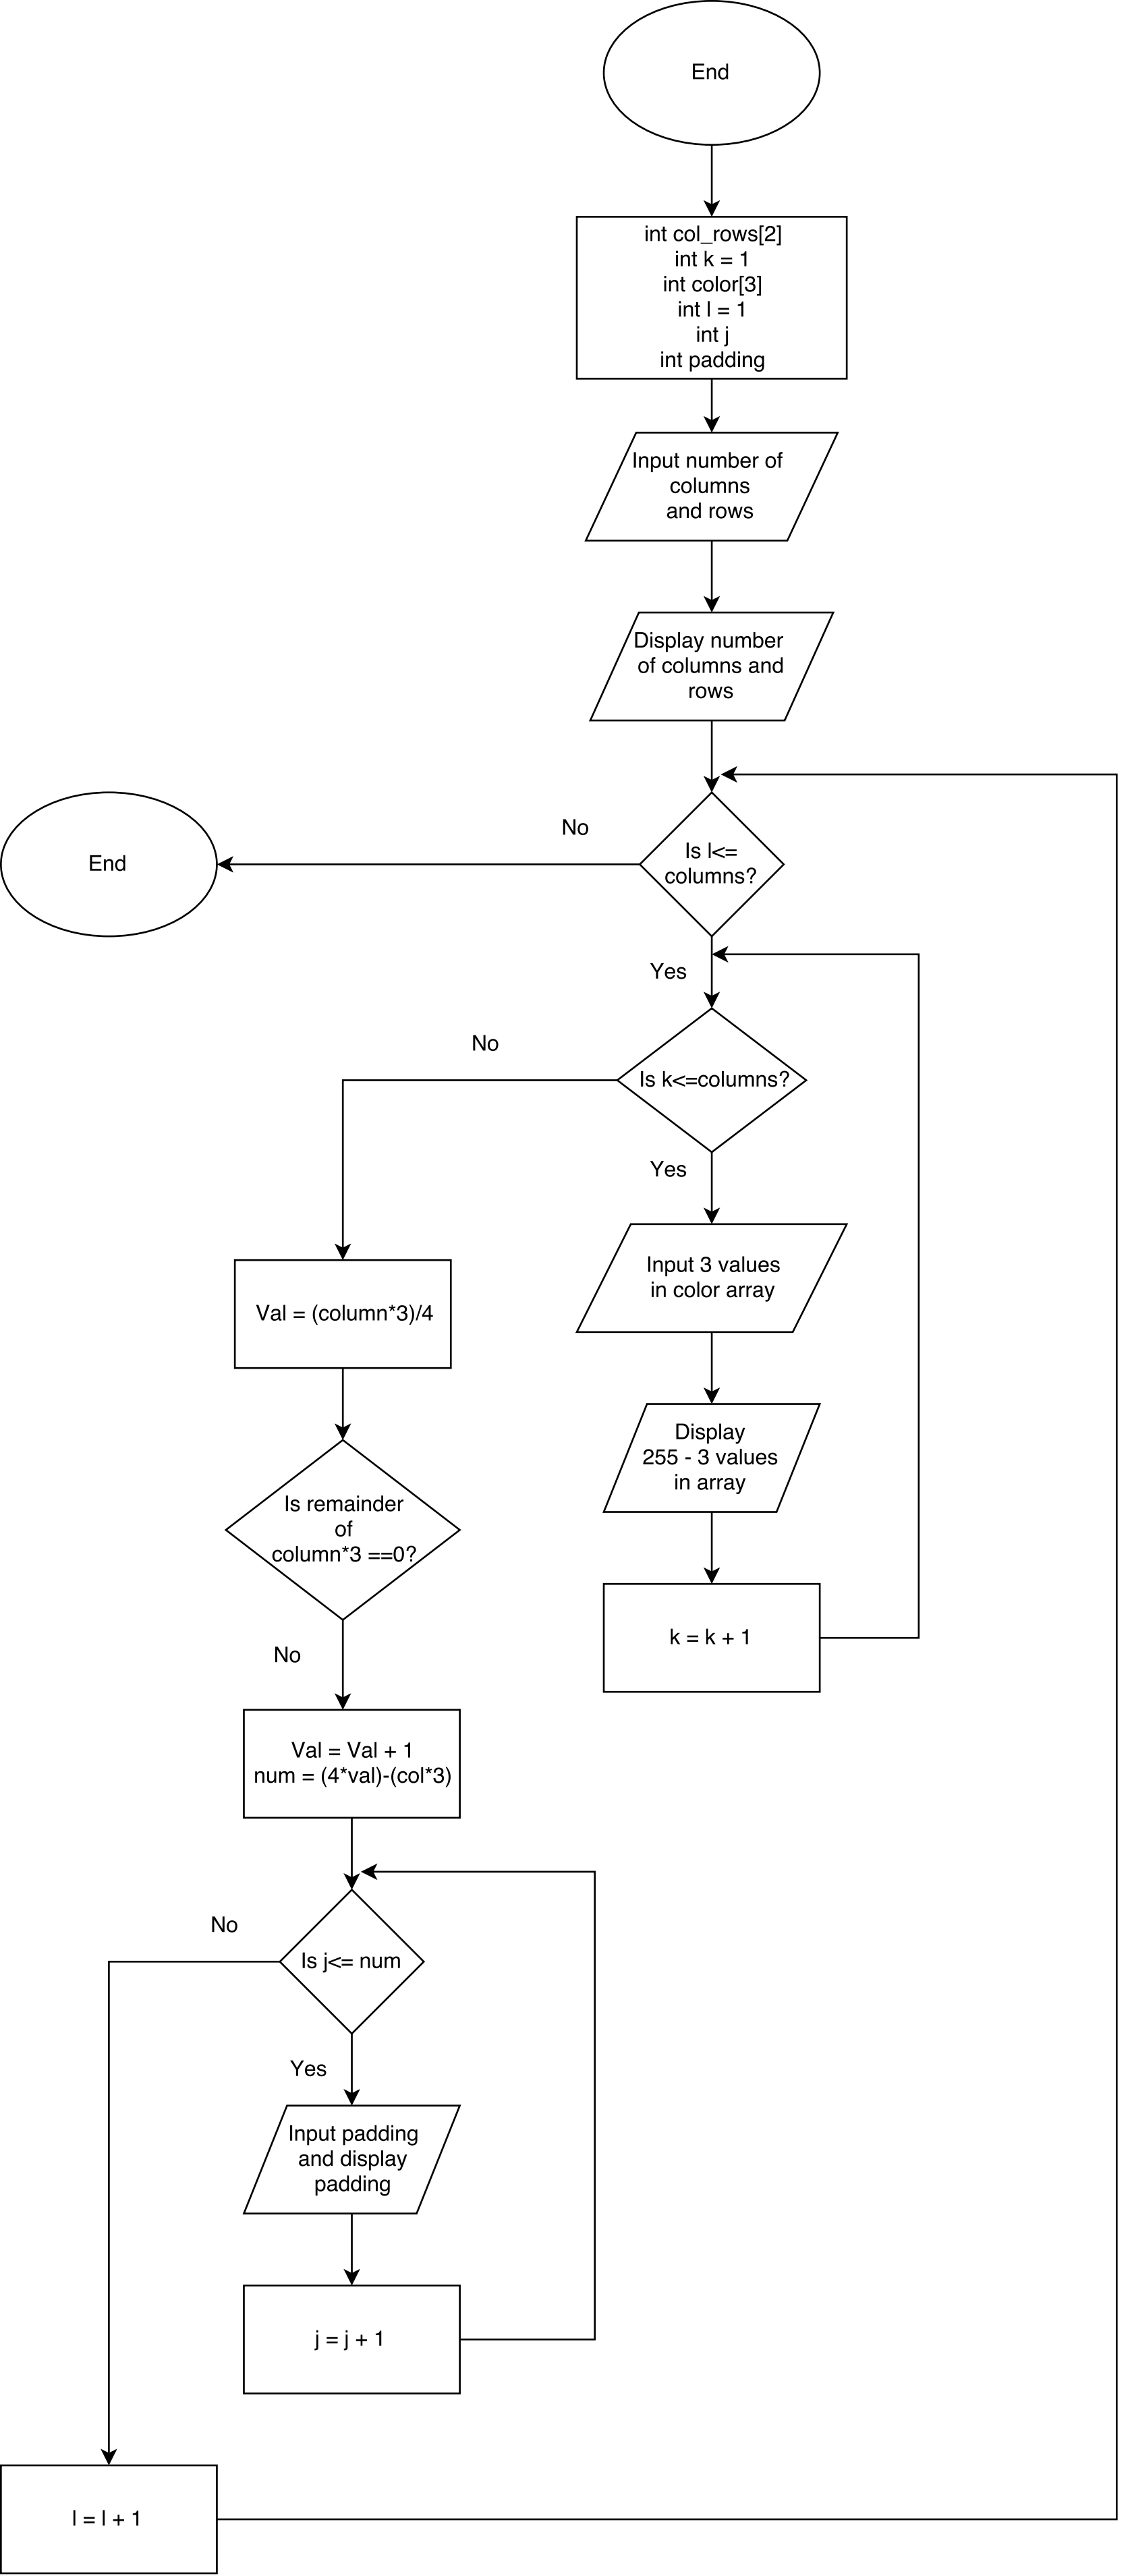 End
int col_rows[2]
int k = 1
int color[3]
int l = 1
int j
int padding
Input number of
columns
and rows
Display number
of columns and
rows
Is l<=
columns?
No
End
Yes
Is k<=columns?
No
Yes
Input 3 values
in color array
Display
255 - 3 values
in array
k = k + 1
Val = (column*3)/4
Is remainder
of
column*3 ==0?
No
Val = Val + 1
num = (4*val)-(col*3)
Is j<= num
No
Yes
Input padding
and display
padding
j = j + 1
l = l + 1